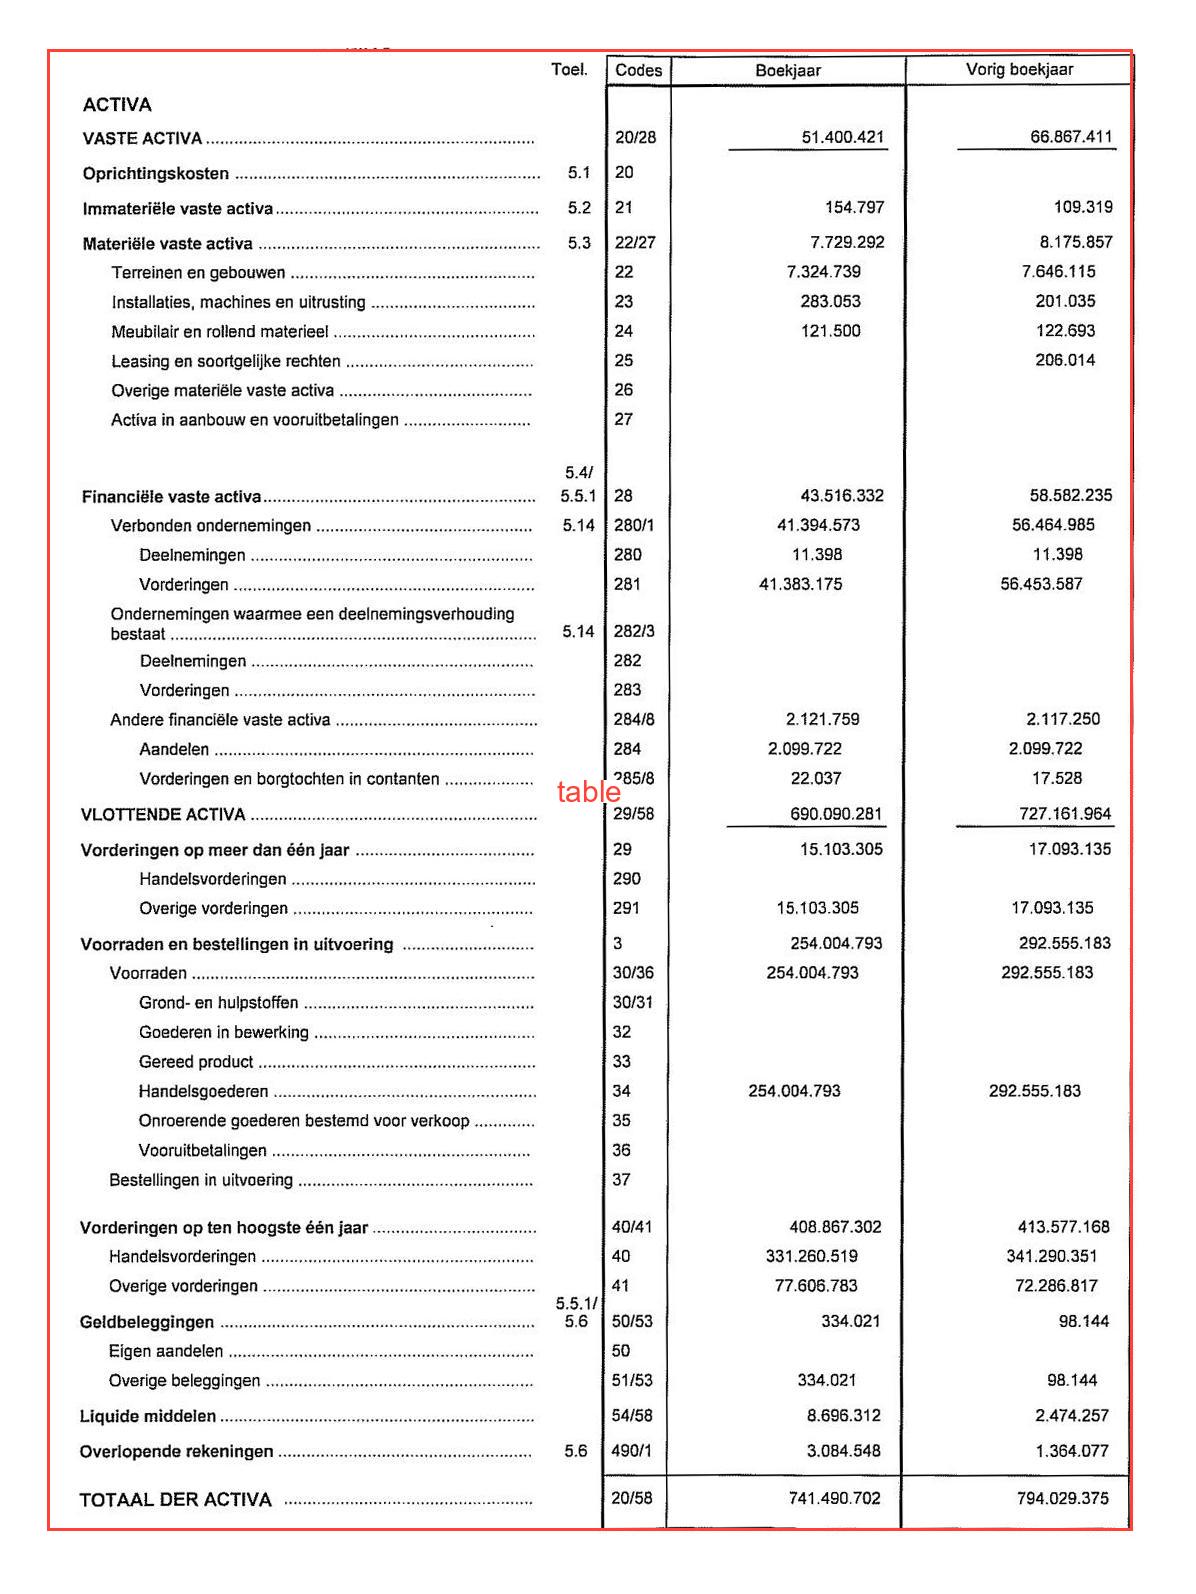 Toel. Codes Boekjaar Vorig boekjaar
ACTIVA
VASTE ACTIVA 20/28 51.400.421 66.867.411
Oprichtingskosten 5.1 20
Immateriële vaste activa 5.2 21 154.797 109.319
Materiële vaste activa 5.3 22/27 7.729.292 8.175.857
Terreinen en gebouwen 22 7.324.739 7.646.115
Installaties, machines en uitrusting 23 283.053 201.035
Meubilair en rollend materieel 24 121.500 122.693
Leasing en soortgelijke rechten 25 206.014
Overige materiële vaste activa 26
Activa in aanbouw en vooruitbetalingen 27
5.4/
Financiële vaste activa 5.5.1 28 43.516.332 58.582.235
Verbonden ondernemingen 5.14 280/1 41.394.573 56.464.985
Deelnemingen 280 11.398 11.398
Vorderingen 281 41.383.175 56.453.587
Ondernemingen waarmee een deelnemingsverhouding
bestaat 5.14 282/3
Deelnemingen 282
Vorderingen 283
Andere financiële vaste activa 284/8 2.121.759 2.117.250
Aandelen 284 2.099.722 2.099.722
Vorderingen en borgtochten in contanten 285/8 22.037 17.528
table
VLOTTENDE ACTIVA 29/58 690.090.281 727.161.964
Vorderingen op meer dan één jaar 29 15.103.305 17.093.135
Handelsvorderingen 290
Overige vorderingen 291 15.103.305 17.093.135
Voorraden en bestellingen in uitvoering 3 254.004.793 292.555.183
Voorraden 30/36 254.004.793 292.555.183
Grond- en hulpstoffen 30/31
Goederen in bewerking 32
Gereed product 33
Handelsgoederen 34 254.004.793 292.555.183
Onroerende goederen bestemd voor verkoop 35
Vooruitbetalingen 36
Bestellingen in uitvoering 37
Vorderingen op ten hoogste één jaar 40/41 408.867.302 413.577.168
Handelsvorderingen 40 331.260.519 341.290.351
Overige vorderingen 41 77.606.783 72.286.817
5.5.1/
Geldbeleggingen 5.6 50/53 334.021 98.144
Eigen aandelen 50
Overige beleggingen 51/53 334.021 98.144
Liquide middelen 54/58 8.696.312 2.474.257
Overlopende rekeningen 5.6 490/1 3.084.548 1.364.077
TOTAAL DER ACTIVA 20/58 741.490.702 794.029.375